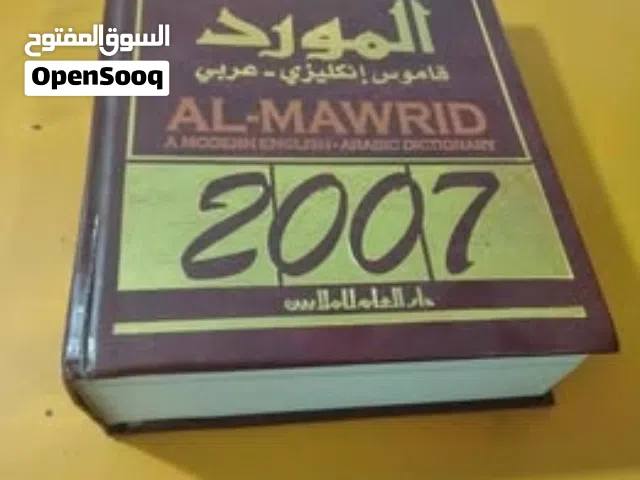 السوق المفتوح
OpenSooq
المورد
قاموس إنكليزي - عربي
AL-MAWRID
A MODERN ENGLISH - ARABIC DICTIONARY
2007
دار العلم للملايين